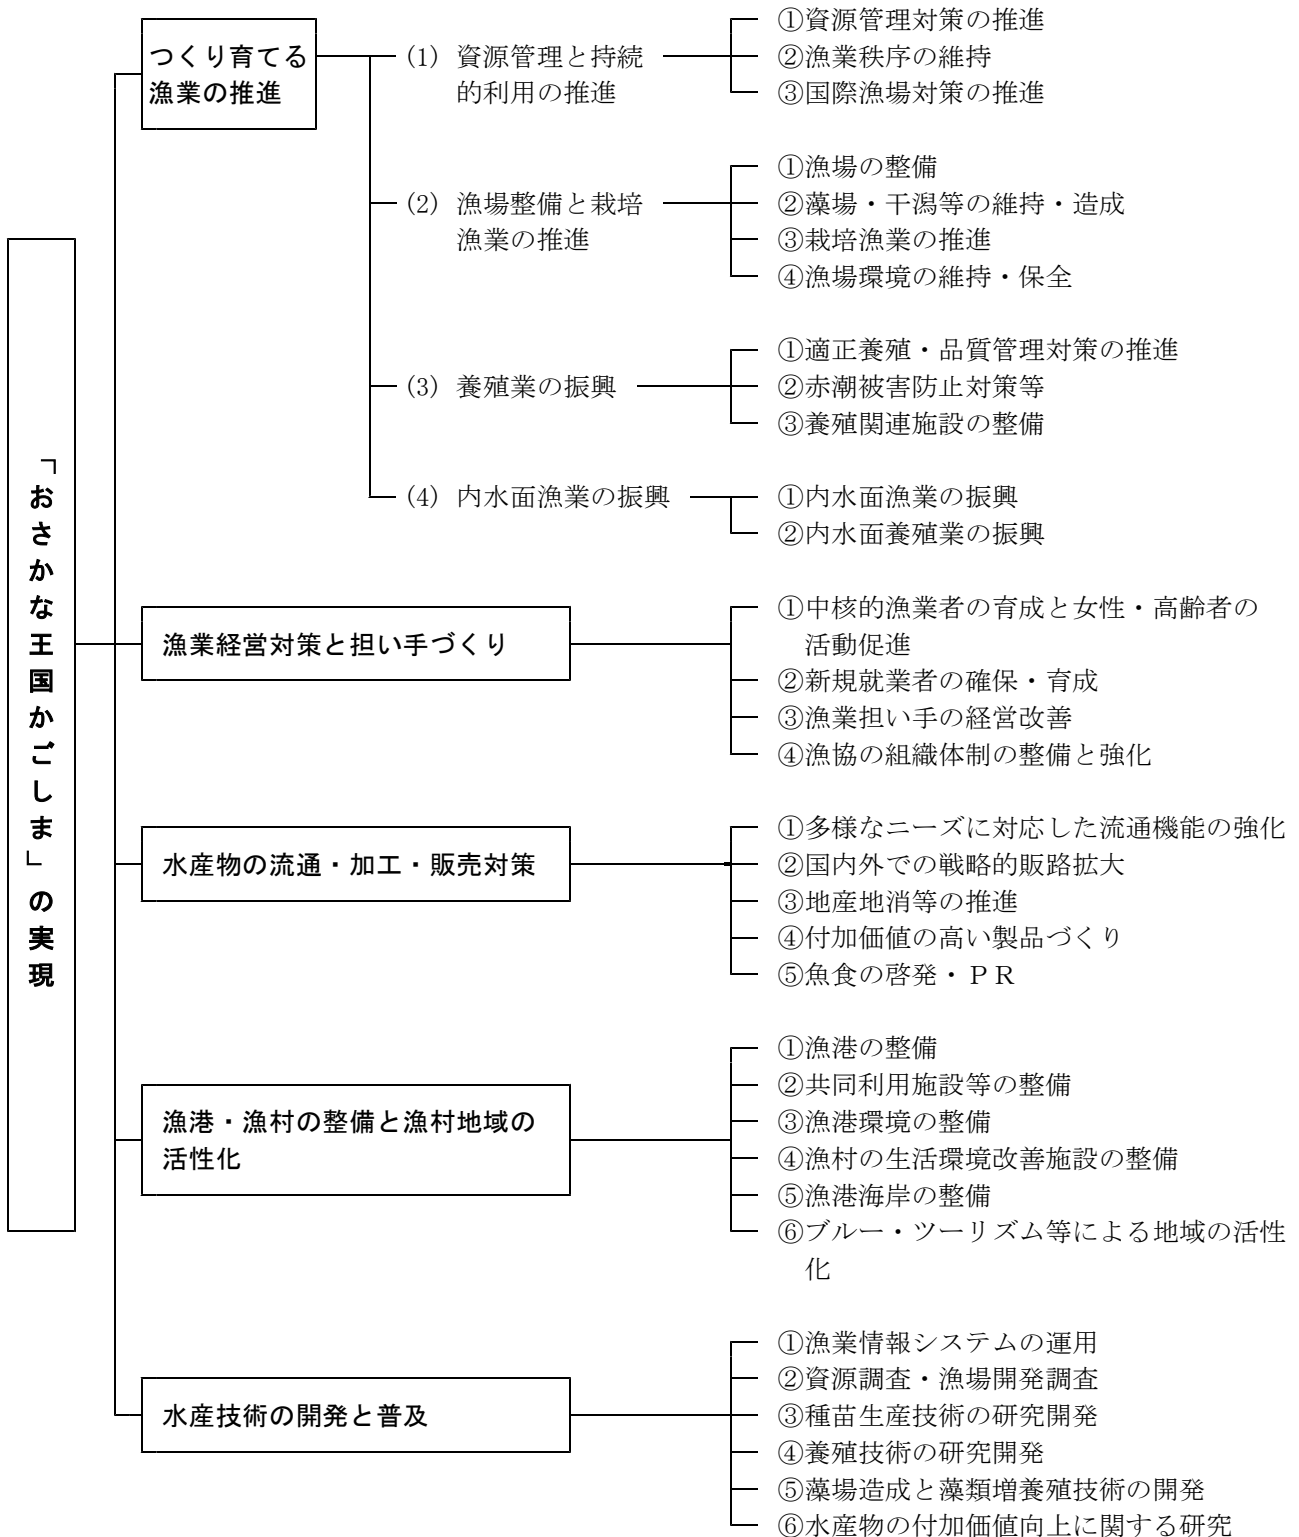 「おさかな王国かごしま」の実現
つくり育てる
漁業の推進
(1) 資源管理と持続
的利用の推進
①資源管理対策の推進
②漁業秩序の維持
③国際漁場対策の推進
(2) 漁場整備と栽培
漁業の推進
①漁場の整備
②藻場・干潟等の維持・造成
③栽培漁業の推進
④漁場環境の維持・保全
(3) 養殖業の振興
①適正養殖・品質管理対策の推進
②赤潮被害防止対策等
③養殖関連施設の整備
(4) 内水面漁業の振興
①内水面漁業の振興
②内水面養殖業の振興
漁業経営対策と担い手づくり
①中核的漁業者の育成と女性・高齢者の
活動促進
②新規就業者の確保・育成
③漁業担い手の経営改善
④漁協の組織体制の整備と強化
水産物の流通・加工・販売対策
①多様なニーズに対応した流通機能の強化
②国内外での戦略的販路拡大
③地産地消等の推進
④付加価値の高い製品づくり
⑤魚食の啓発・ＰＲ
漁港・漁村の整備と漁村地域の
活性化
①漁港の整備
②共同利用施設等の整備
③漁港環境の整備
④漁村の生活環境改善施設の整備
⑤漁港海岸の整備
⑥ブルー・ツーリズム等による地域の活性
化
水産技術の開発と普及
①漁業情報システムの運用
②資源調査・漁場開発調査
③種苗生産技術の研究開発
④養殖技術の研究開発
⑤藻場造成と藻類増養殖技術の開発
⑥水産物の付加価値向上に関する研究